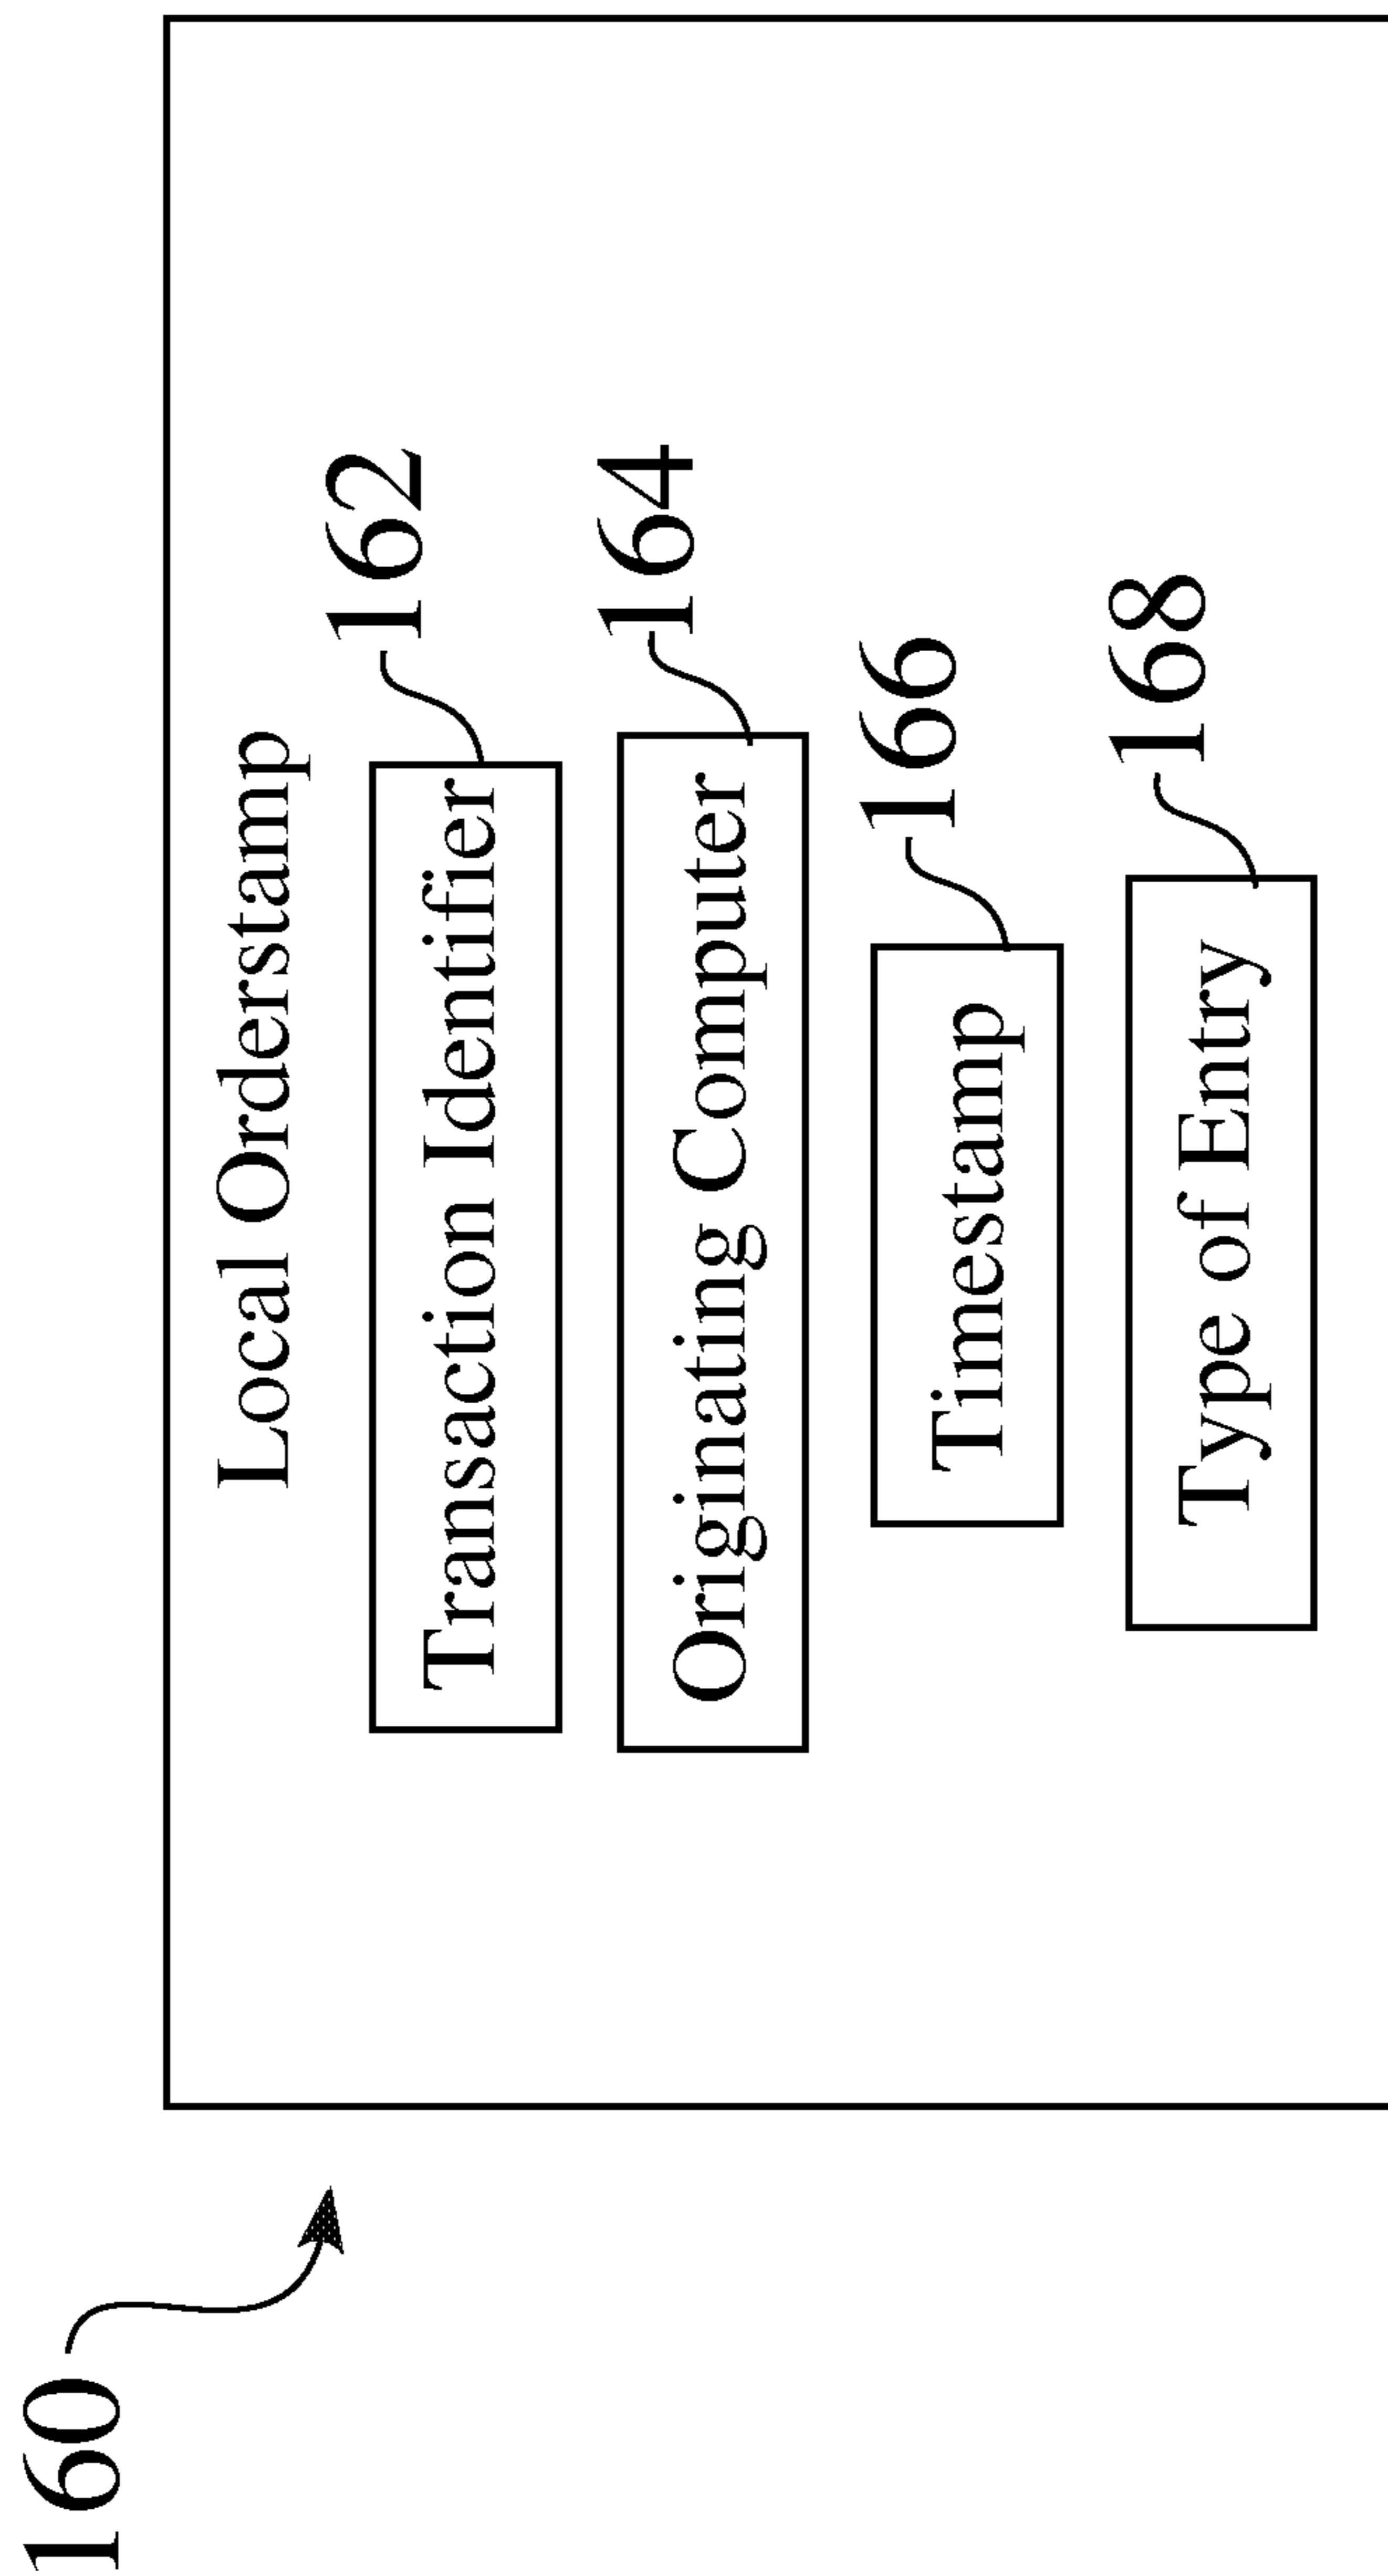 160
Local Orderstamp
162
Transaction Identifier
164
Originating Computer
166
Timestamp
168
Type of Entry